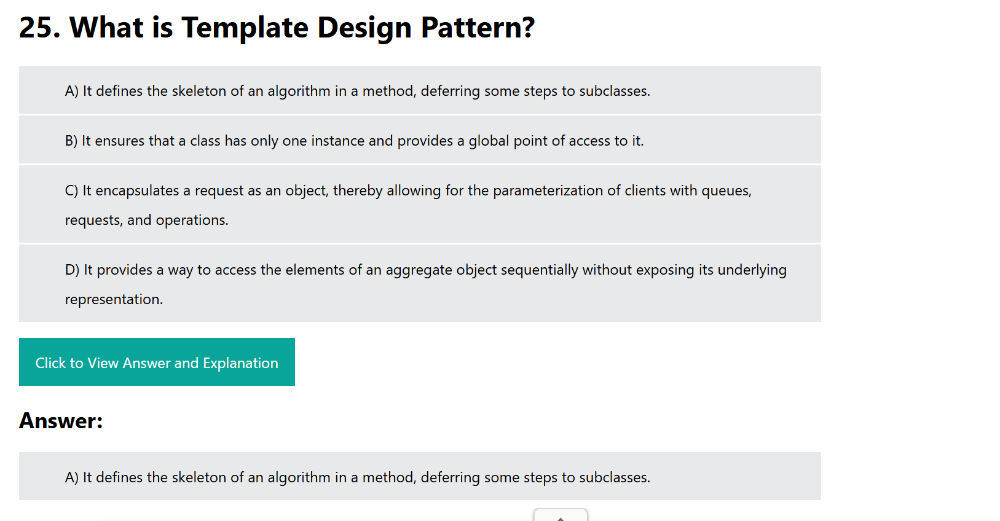 25. What is Template Design Pattern?
A) It defines the skeleton of an algorithm in a method, deferring some steps to subclasses.
B) It ensures that a class has only one instance and provides a global point of access to it.
C) It encapsulates a request as an object, thereby allowing for the parameterization of clients with queues,
requests, and operations.
D) It provides a way to access the elements of an aggregate object sequentially without exposing its underlying
representation.
Click to View Answer and Explanation
Answer:
A) It defines the skeleton of an algorithm in a method, deferring some steps to subclasses.